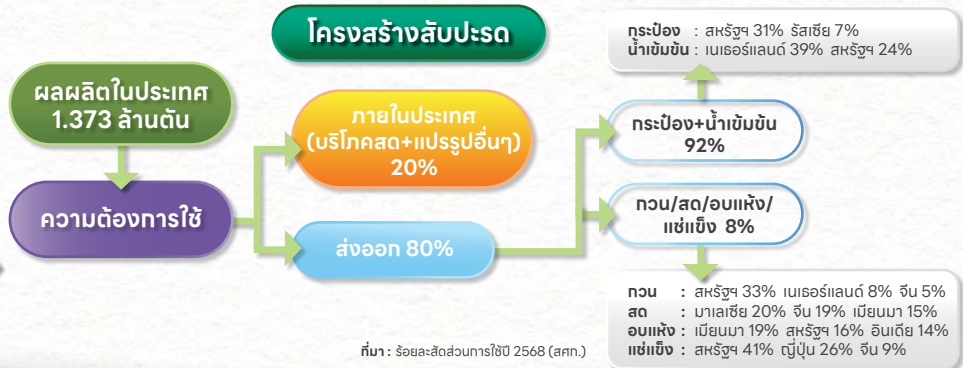 โครงสร้างสับปะรด
ผลผลิตในประเทศ
1.373 ล้านตัน
ความต้องการใช้
ภายในประเทศ
(บริโภคสด+แปรรูปอื่นๆ)
20%
ส่งออก 80%
กระป๋อง : สหรัฐฯ 31% รัสเซีย 7%
น้ำเข้มข้น : เนเธอร์แลนด์ 39% สหรัฐฯ 24%
กระป๋อง+น้ำเข้มข้น
92%
กวน/สด/อบแห้ง/
แช่แข็ง 8%
กวน : สหรัฐฯ 33% เนเธอร์แลนด์ 8% จีน 5%
สด : มาเลเซีย 20% จีน 19% เมียนมา 15%
อบแห้ง : เมียนมา 19% สหรัฐฯ 16% อินเดีย 14%
แช่แข็ง : สหรัฐฯ 41% ญี่ปุ่น 26% จีน 9%
ที่มา : ร้อยละสัดส่วนการใช้ปี 2568 (สศก.)